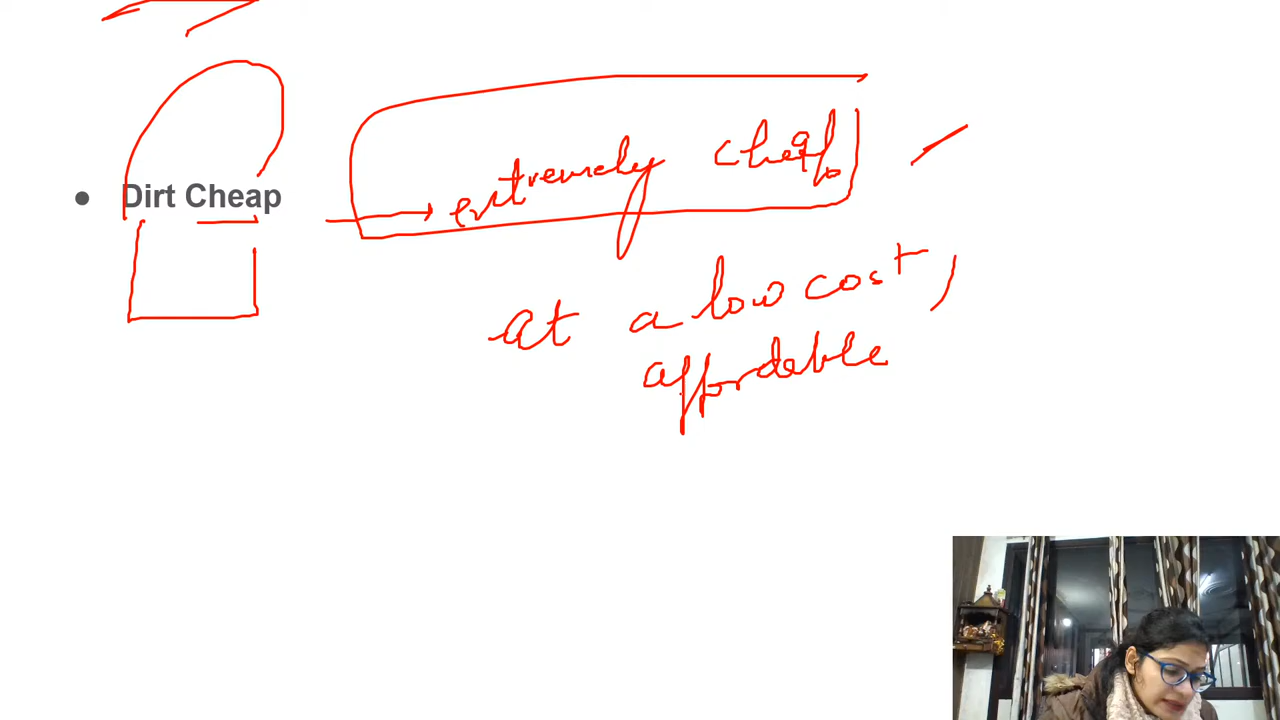 • Dirt Cheap
extremely cheap
at a low cost,
affordable